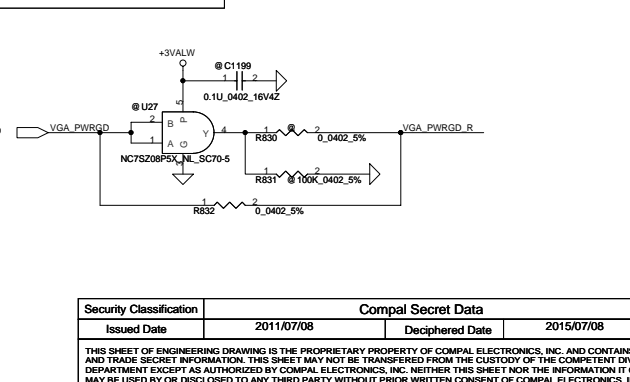 +3VALW
@ C1199
1 2
0.1U_0402_16V4Z
@ U27
5
VGA_PWRGD
2 B P
Y 4
1 A G
3
NC7SZ08P5X_NL_SC70-5
1 @ 2
R830 0_0402_5%
VGA_PWRGD_R
1 2
R831 @ 100K_0402_5%
1 2
R832 0_0402_5%
Security Classification Compal Secret Data
Issued Date 2011/07/08 Deciphered Date 2015/07/08
THIS SHEET OF ENGINEERING DRAWING IS THE PROPRIETARY PROPERTY OF COMPAL ELECTRONICS, INC. AND CONTAINS
AND TRADE SECRET INFORMATION. THIS SHEET MAY NOT BE TRANSFERED FROM THE CUSTODY OF THE COMPETENT DIV
DEPARTMENT EXCEPT AS AUTHORIZED BY COMPAL ELECTRONICS, INC. NEITHER THIS SHEET NOR THE INFORMATION IT
MAY BE USED BY OR DISCLOSED TO ANY THIRD PARTY WITHOUT PRIOR WRITTEN CONSENT OF COMPAL ELECTRONICS,